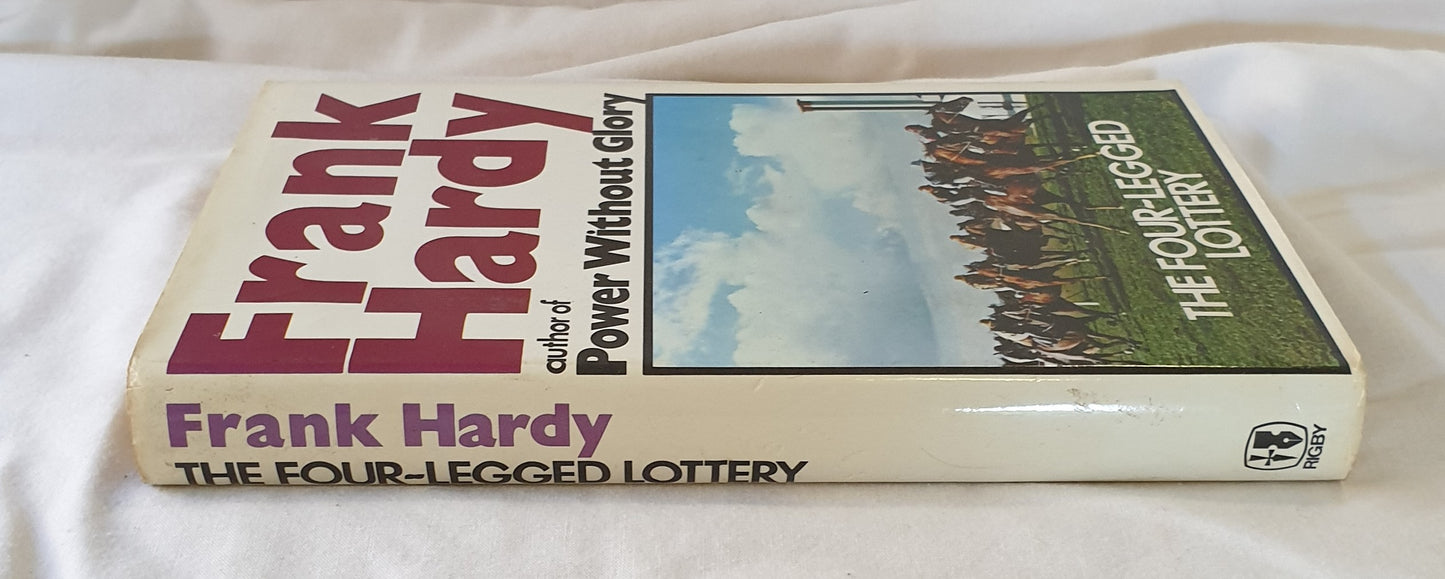 Frank
Hardy
author of
Power Without Glory
THE FOUR-LEGGED
LOTTERY
Frank Hardy
THE FOUR-LEGGED LOTTERY
RIGBY